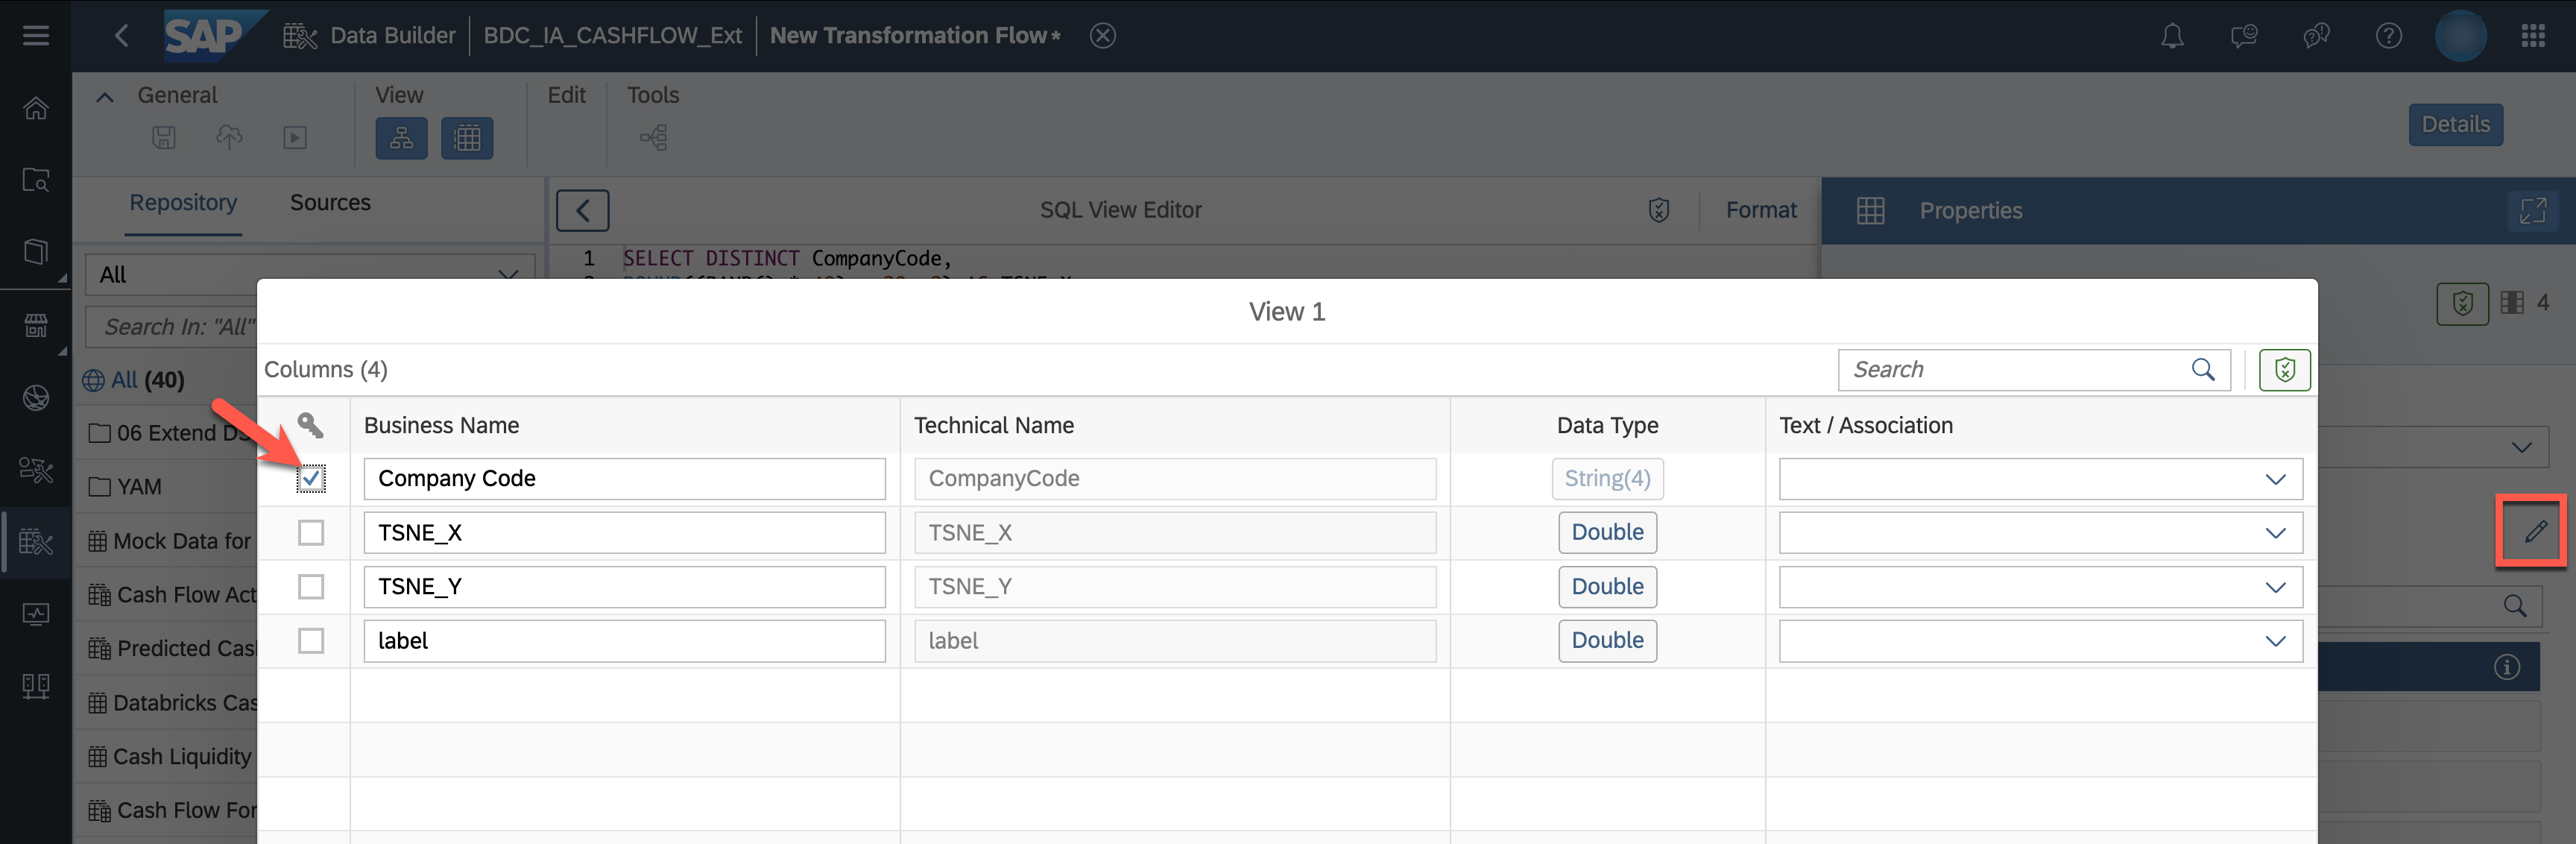 SAP Data Builder BDC_IA_CASHFLOW_Ext New Transformation Flow*
General View Edit Tools
Details
Repository Sources
SQL View Editor
Format
Properties
1 SELECT DISTINCT CompanyCode,
All
Search In: "All"
4
View 1
Columns (4)
Search
All (40)
Business Name Technical Name Data Type Text / Association
06 Extend
Company Code CompanyCode String(4)
YAM
TSNE_X TSNE_X Double
Mock Data for
TSNE_Y TSNE_Y Double
Cash Flow Act
label label Double
Predicted Cas
Databricks Cas
Cash Liquidity
Cash Flow For